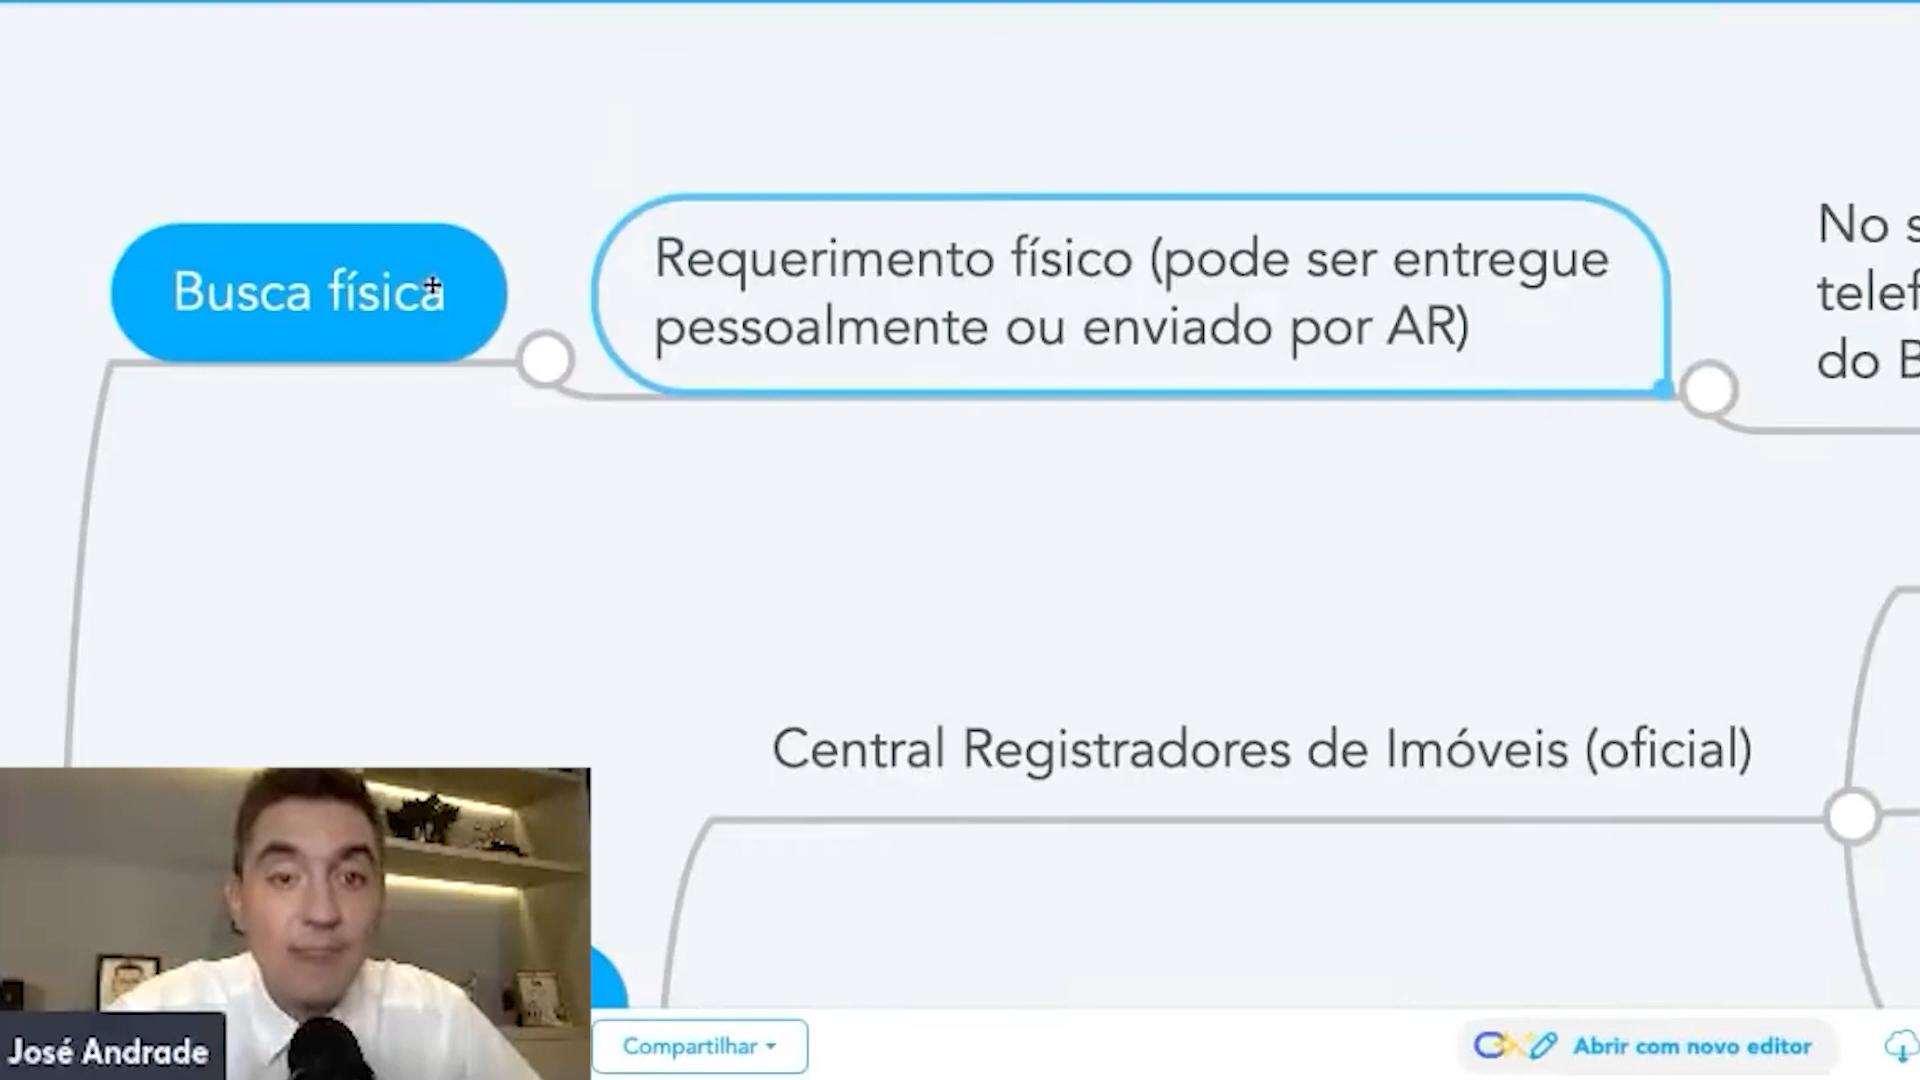 Busca física
Requerimento físico (pode ser entregue
pessoalmente ou enviado por AR)
No s
telef
do B
Central Registradores de Imóveis (oficial)
José Andrade
Compartilhar
Abrir com novo editor